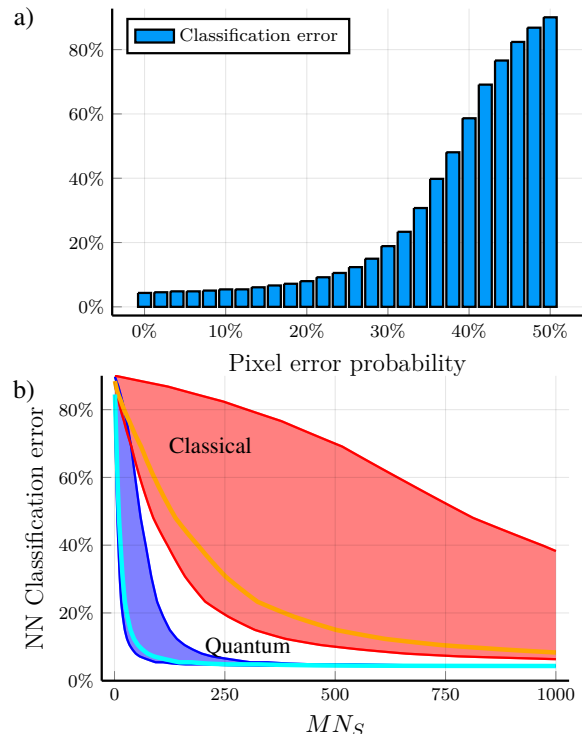 a)
Classification error
80%
60%
40%
20%
0%
0% 10% 20% 30% 40% 50%
Pixel error probability
b)
NN Classification error
80%
60%
40%
20%
0%
Classical
Quantum
0 250 500 750 1000
MN_S